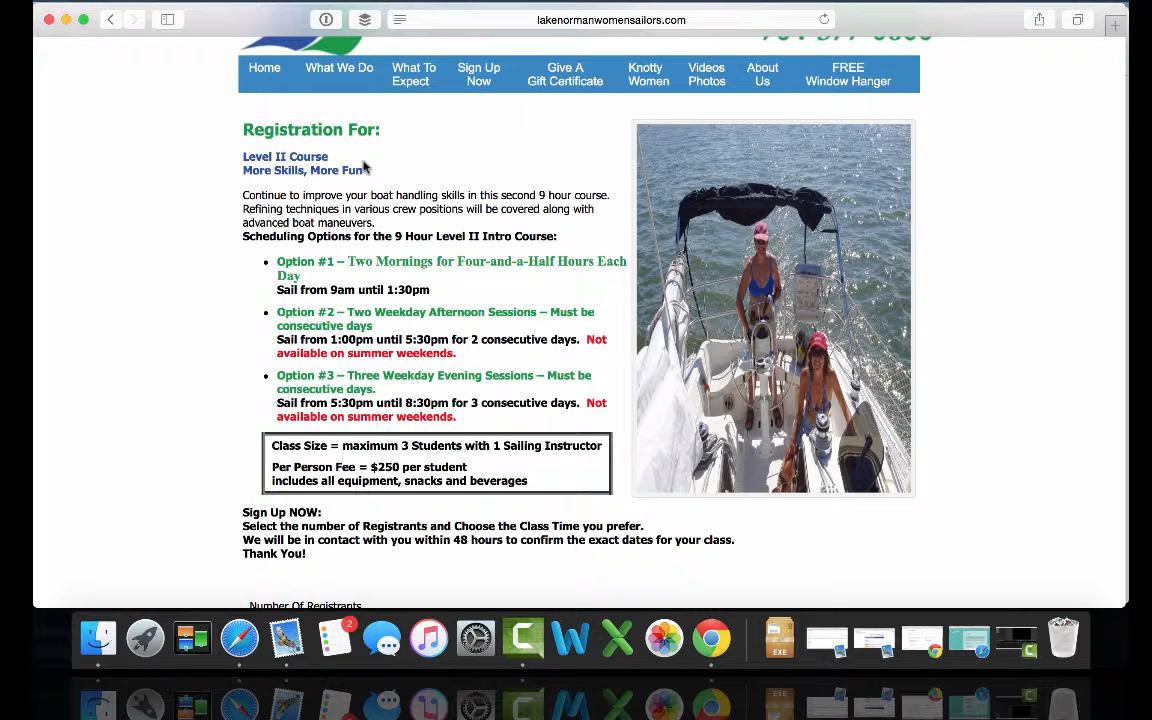 lakenormanwomensailors.com
Home
What We Do
What To
Expect
Sign Up
Now
Give A
Gift Certificate
Knotty
Women
Videos
Photos
About
Us
FREE
Window Hanger
Registration For:
Level II Course
More Skills, More Fun
Continue to improve your boat handling skills in this second 9 hour course.
Refining techniques in various crew positions will be covered along with
advanced boat maneuvers.
Scheduling Options for the 9 Hour Level II Intro Course:
Option #1 – Two Mornings for Four-and-a-Half Hours Each
Day
Sail from 9am until 1:30pm
Option #2 – Two Weekday Afternoon Sessions – Must be
consecutive days
Sail from 1:00pm until 5:30pm for 2 consecutive days. Not
available on summer weekends.
Option #3 – Three Weekday Evening Sessions – Must be
consecutive days.
Sail from 5:30pm until 8:30pm for 3 consecutive days. Not
available on summer weekends.
Class Size = maximum 3 Students with 1 Sailing Instructor
Per Person Fee = $250 per student
includes all equipment, snacks and beverages
Sign Up NOW:
Select the number of Registrants and Choose the Class Time you prefer.
We will be in contact with you within 48 hours to confirm the exact dates for your class.
Thank You!
Number Of Registrants
2
EXE